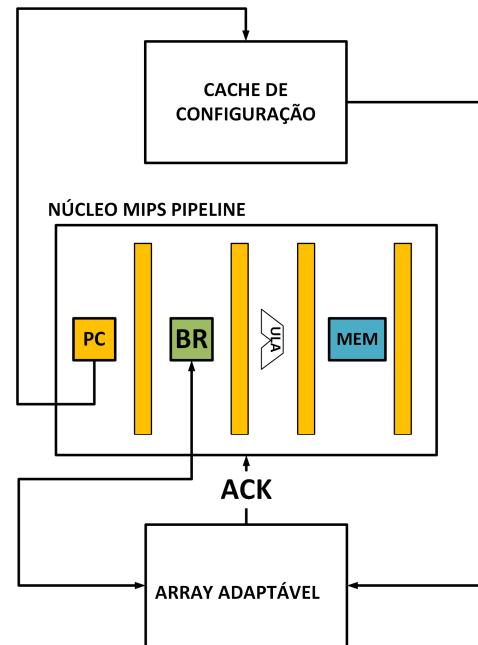 CACHE DE
CONFIGURAÇÃO
NÚCLEO MIPS PIPELINE
PC
BR
ULA
MEM
ACK
ARRAY ADAPTÁVEL